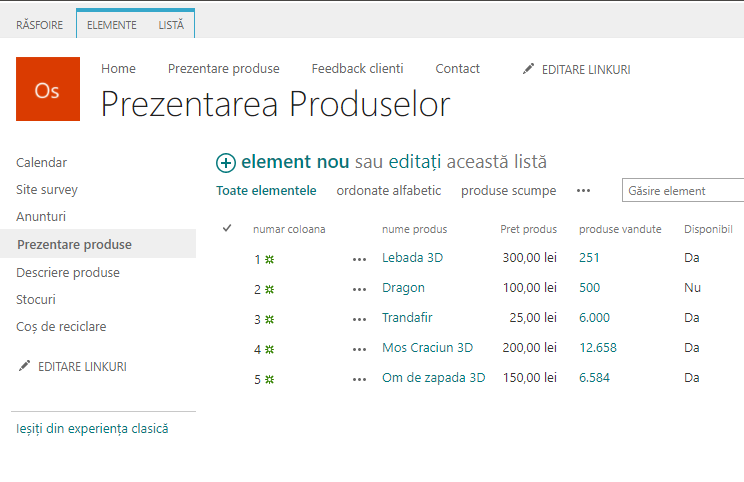 RĂSFOIRE ELEMENTE LISTĂ
Os
Home Prezentare produse Feedback clienti Contact EDITARE LINKURI
Prezentarea Produselor
Calendar
Site survey
Anunturi
Prezentare produse
Descriere produse
Stocuri
Coș de reciclare
EDITARE LINKURI
Ieșiți din experiența clasică
element nou sau editați această listă
Toate elementele ordonate alfabetic produse scumpe ••• Găsire element
numar coloana nume produs Pret produs produse vandute Disponibil
1 ••• Lebada 3D 300,00 lei 251 Da
2 ••• Dragon 100,00 lei 500 Nu
3 ••• Trandafir 25,00 lei 6.000 Da
4 ••• Mos Craciun 3D 200,00 lei 12.658 Da
5 ••• Om de zapada 3D 150,00 lei 6.584 Da